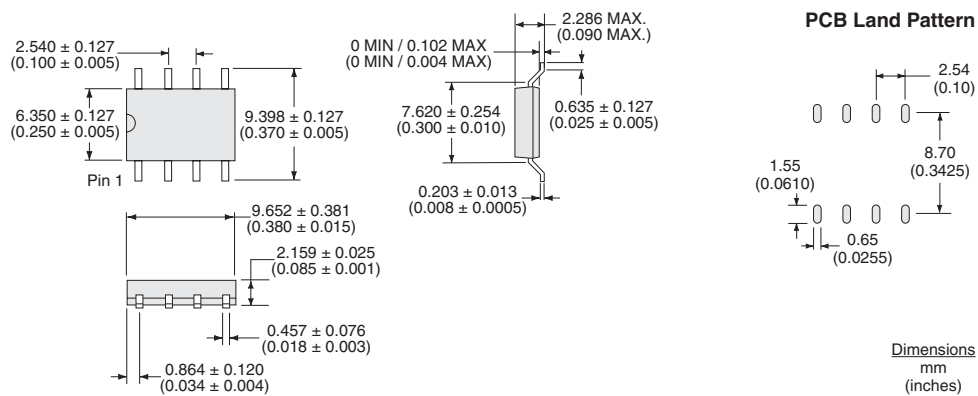 2.540 ± 0.127
(0.100 ± 0.005)
6.350 ± 0.127
(0.250 ± 0.005)
9.398 ± 0.127
(0.370 ± 0.005)
Pin 1
9.652 ± 0.381
(0.380 ± 0.015)
2.159 ± 0.025
(0.085 ± 0.001)
0.457 ± 0.076
(0.018 ± 0.003)
0.864 ± 0.120
(0.034 ± 0.004)
2.286 MAX.
(0.090 MAX.)
0 MIN / 0.102 MAX
(0 MIN / 0.004 MAX)
7.620 ± 0.254
(0.300 ± 0.010)
0.635 ± 0.127
(0.025 ± 0.005)
0.203 ± 0.013
(0.008 ± 0.0005)
PCB Land Pattern
2.54
(0.10)
8.70
(0.3425)
1.55
(0.0610)
0.65
(0.0255)
Dimensions
mm
(inches)